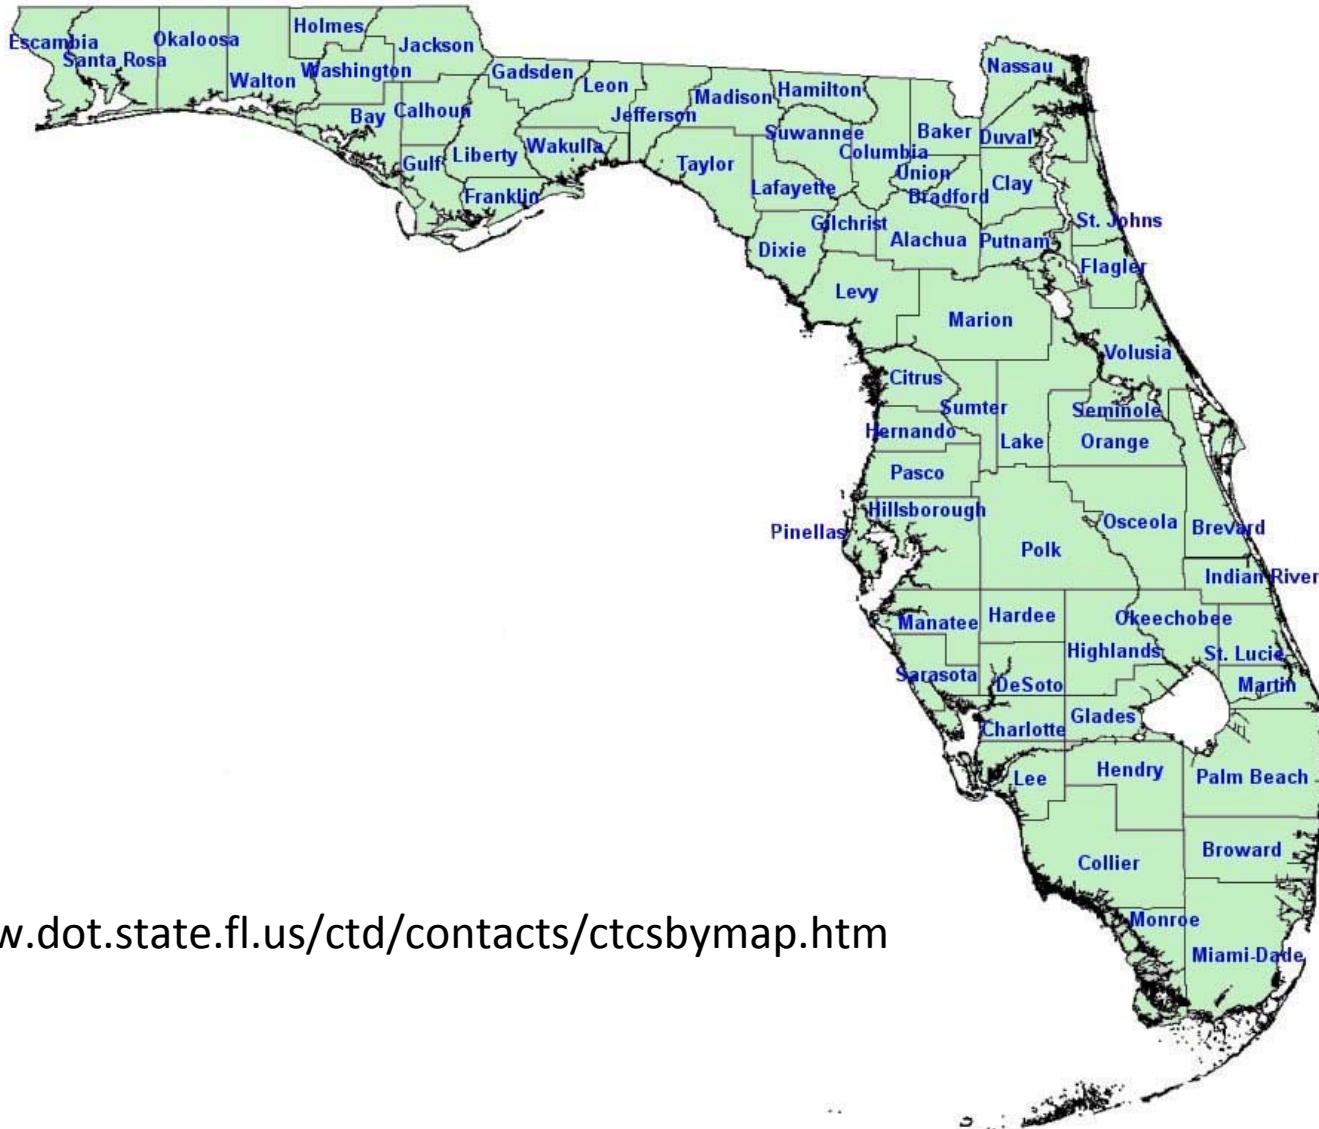 Holmes
Escambia
Okaloosa
Jackson
Santa Rosa
Washington
Walton
Gadsden
Leon
Nassau
Madison
Hamilton
Bay
Calhoun
Jefferson
Suwannee
Baker
Duval
Gulf
Liberty
Wakulla
Taylor
Columbia
Union
Lafayette
Clay
Franklin
Bradford
Gilchrist
St. Johns
Dixie
Alachua
Putnam
Flagler
Levy
Marion
Volusia
Citrus
Sumter
Seminole
Hernando
Lake
Orange
Pasco
Hillsborough
Pinellas
Osceola
Brevard
Polk
Indian River
Manatee
Hardee
Okeechobee
Highlands
St. Lucie
Sarasota
DeSoto
Martin
Charlotte
Glades
Lee
Hendry
Palm Beach
Collier
Broward
w.dot.state.fl.us/ctd/contacts/ctcsbymap.htm
Monroe
Miami-Dade